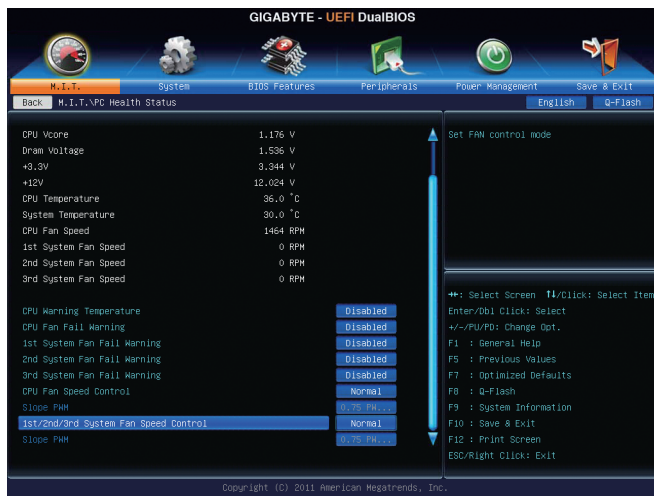 GIGABYTE - UEFI DualBIOS
M.I.T. System BIOS Features Peripherals Power Management Save & Exit
Back M.I.T.\PC Health Status English Q-Flash
CPU Vcore 1.176 V
Dram Voltage 1.536 V
+3.3V 3.344 V
+12V 12.024 V
CPU Temperature 36.0 °C
System Temperature 30.0 °C
CPU Fan Speed 1464 RPM
1st System Fan Speed 0 RPM
2nd System Fan Speed 0 RPM
3rd System Fan Speed 0 RPM
CPU Warning Temperature Disabled
CPU Fan Fail Warning Disabled
1st System Fan Fail Warning Disabled
2nd System Fan Fail Warning Disabled
3rd System Fan Fail Warning Disabled
CPU Fan Speed Control Normal
Slope PWM 0.75 PW...
1st/2nd/3rd System Fan Speed Control Normal
Slope PWM 0.75 PW...
Set FAN control mode
→←: Select Screen ↑↓/Click: Select Item
Enter/Dbl Click: Select
+/-/PU/PD: Change Opt.
F1 : General Help
F5 : Previous Values
F7 : Optimized Defaults
F8 : Q-Flash
F9 : System Information
F10 : Save & Exit
F12 : Print Screen
ESC/Right Click: Exit
Copyright (C) 2011 American Megatrends, Inc.